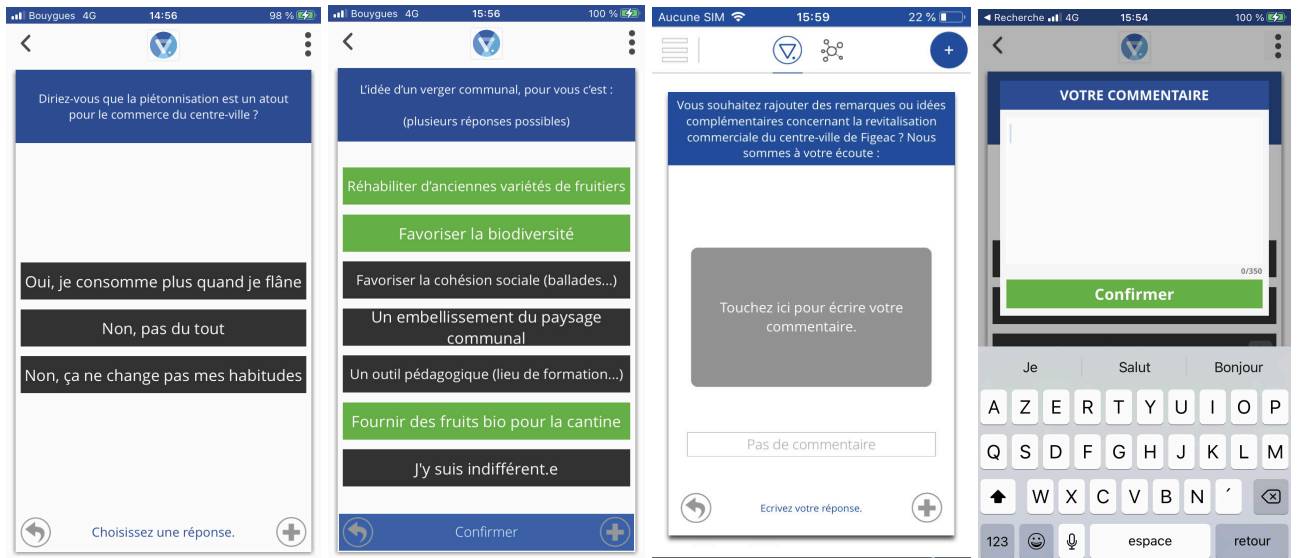 Bouygues 4G 14:56 98 %
Diriez-vous que la piétonnisation est un atout
pour le commerce du centre-ville ?
Oui, je consomme plus quand je flâne
Non, pas du tout
Non, ça ne change pas mes habitudes
Choisissez une réponse.
Bouygues 4G 15:56 100 %
L'idée d'un verger communal, pour vous c'est :
(plusieurs réponses possibles)
Réhabiliter d'anciennes variétés de fruitiers
Favoriser la biodiversité
Favoriser la cohésion sociale (ballades...)
Un embellissement du paysage
communal
Un outil pédagogique (lieu de formation...)
Fournir des fruits bio pour la cantine
J'y suis indifférent.e
Confirmer
Aucune SIM 15:59 22 %
Vous souhaitez rajouter des remarques ou idées
complémentaires concernant la revitalisation
commerciale du centre-ville de Figeac ? Nous
sommes à votre écoute :
Touchez ici pour écrire votre
commentaire.
Pas de commentaire
Ecrivez votre réponse.
Recherche 4G 15:54 100 %
VOTRE COMMENTAIRE
0/350
Confirmer
Je Salut Bonjour
A Z E R T Y U I O P
Q S D F G H J K L M
W X C V B N ´
123 espace retour